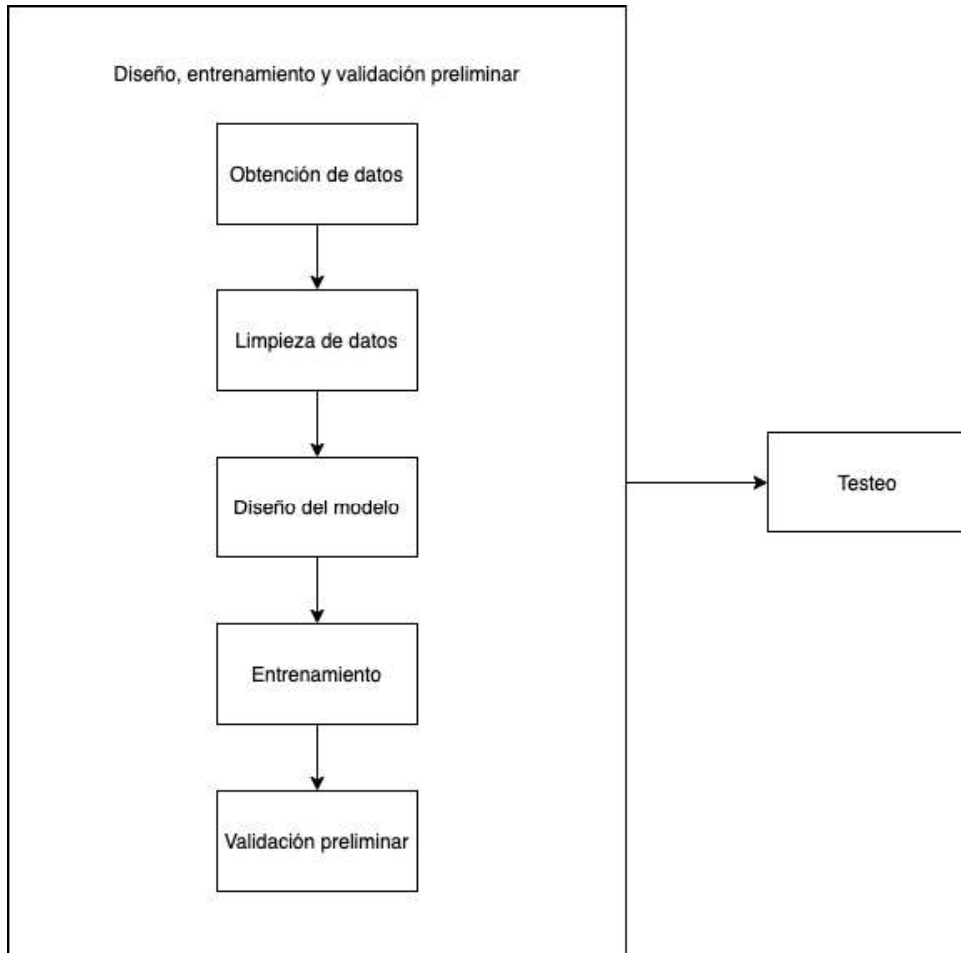 Diseño, entrenamiento y validación preliminar
Obtención de datos
Limpieza de datos
Diseño del modelo
Entrenamiento
Validación preliminar
Testeo